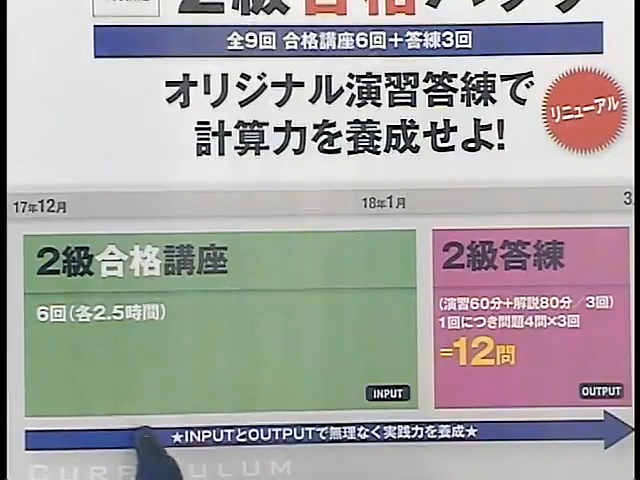 2級合格パック
全9回 合格講座6回＋答練3回
オリジナル演習答練で
計算力を養成せよ!
リニューアル
17年12月
18年1月
2級合格講座
6回(各2.5時間)
INPUT
2級答練
(演習60分+解説80分／3回)
1回につき問題4問×3回
=12問
OUTPUT
★INPUTとOUTPUTで無理なく実践力を養成★